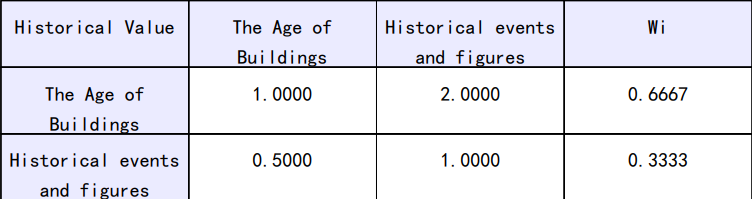 Historical Value The Age of Buildings Historical events and figures Wi
The Age of Buildings 1.0000 2.0000 0.6667
Historical events and figures 0.5000 1.0000 0.3333